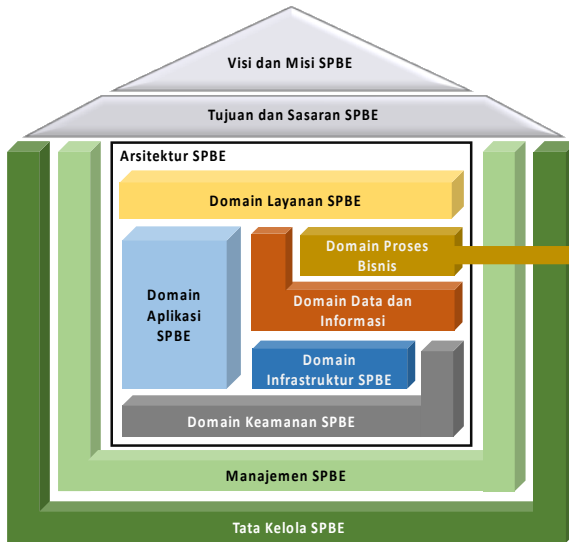 Visi dan Misi SPBE
Tujuan dan Sasaran SPBE
Arsitektur SPBE
Domain Layanan SPBE
Domain Proses
Bisnis
Domain
Aplikasi
SPBE
Domain Data dan
Informasi
Domain
Infrastruktur SPBE
Domain Keamanan SPBE
Manajemen SPBE
Tata Kelola SPBE